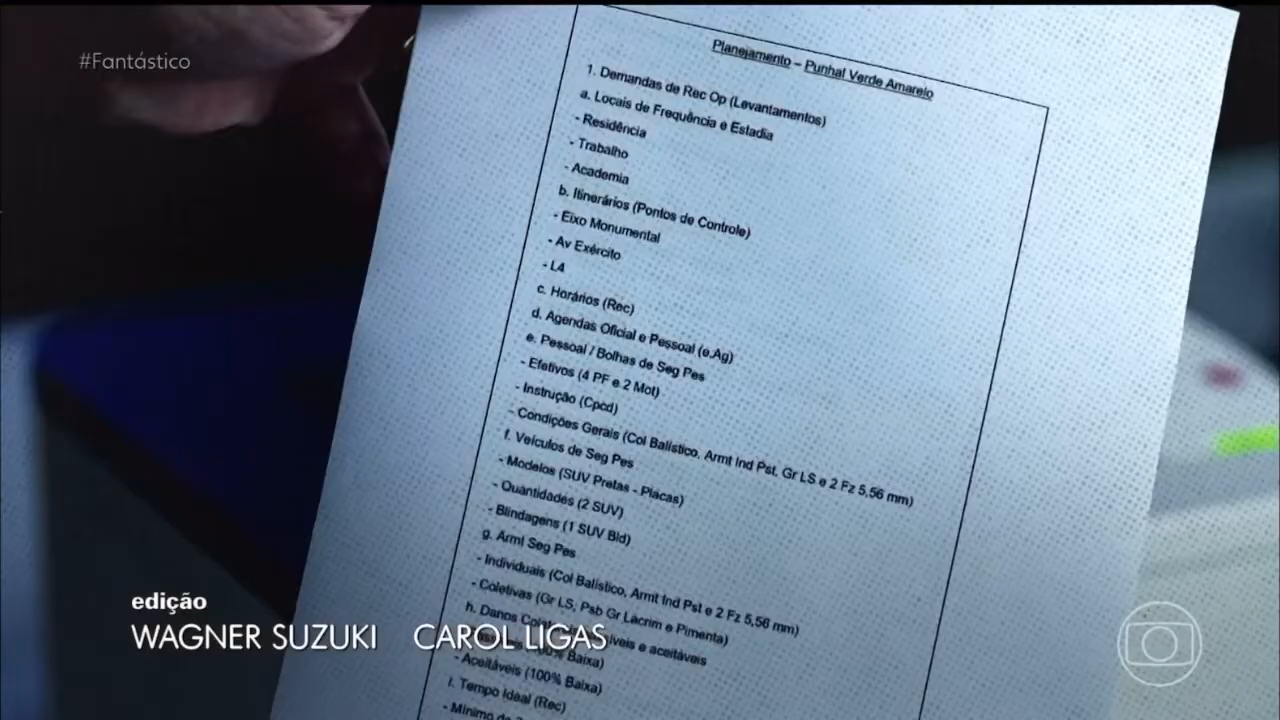 #Fantástico
Planejamento – Punhal Verde Amarelo
1. Demandas de Rec Op (Levantamentos)
a. Locais de Frequência e Estadia
- Residência
- Trabalho
- Academia
b. Itinerários (Pontos de Controle)
- Eixo Monumental
- Av Exército
- L4
c. Horários (Rec)
d. Agendas Oficial e Pessoal (e.Ag)
e. Pessoal / Bolhas de Seg Pes
- Efetivos (4 PF e 2 Mot)
- Instrução (Cpcd)
- Condições Gerais (Col Balístico, Armt Ind Pst, Gr LS e 2 Fz 5,56 mm)
f. Veículos de Seg Pes
- Modelos (SUV Pretas - Placas)
- Quantidades (2 SUV)
- Blindagens (1 SUV Bld)
g. Armt Seg Pes
- Individuais (Col Balístico, Armt Ind Pst e 2 Fz 5,56 mm)
- Coletivas (Gr LS, Psb Gr Lacrim e Pimenta)
h. Danos e aceitáveis
Baixa)
- Aceitáveis (100% Baixa)
i. Tempo Ideal (Rec)
- Mínimo
edição
WAGNER SUZUKI CAROL LIGAS